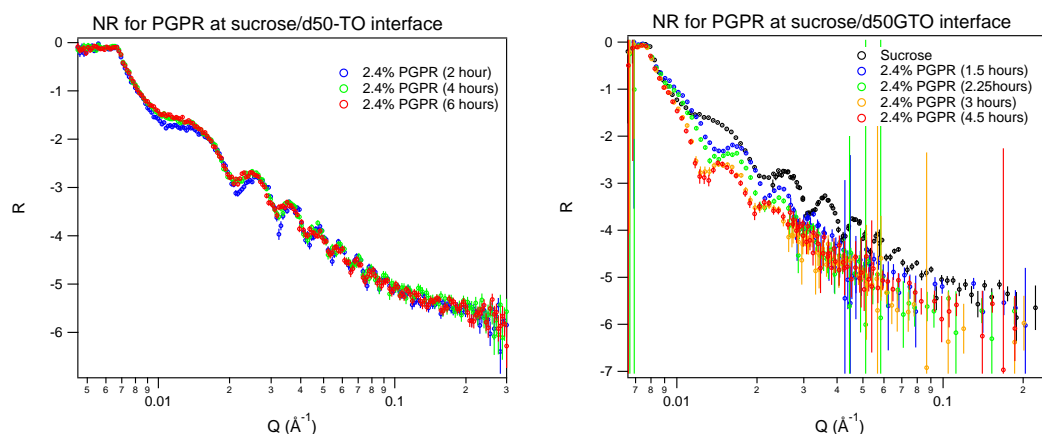 NR for PGPR at sucrose/d50-TO interface
2.4% PGPR (2 hour)
2.4% PGPR (4 hours)
2.4% PGPR (6 hours)
R
0
-1
-2
-3
-4
-5
-6
5 6 7 8 9 0.01 2 3 4 5 6 7 8 9 0.1 2 3
Q (Å⁻¹)
NR for PGPR at sucrose/d50GTO interface
Sucrose
2.4% PGPR (1.5 hours)
2.4% PGPR (2.25hours)
2.4% PGPR (3 hours)
2.4% PGPR (4.5 hours)
R
0
-1
-2
-3
-4
-5
-6
-7
7 8 9 0.01 2 3 4 5 6 7 8 9 0.1 2
Q (Å⁻¹)